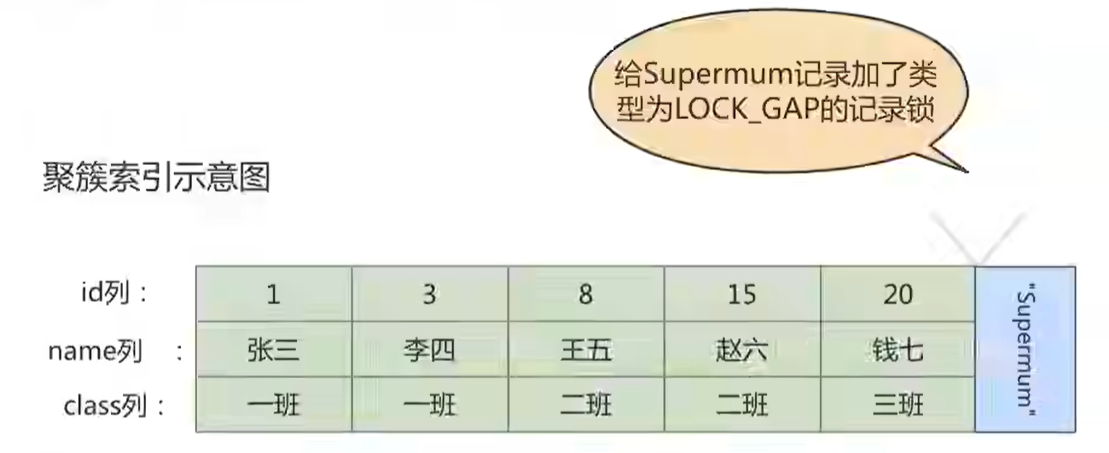 给Supermum记录加了类
型为LOCK_GAP的记录锁
聚簇索引示意图
id列： 1 3 8 15 20
name列 ： 张三 李四 王五 赵六 钱七
class列： 一班 一班 二班 二班 三班
"Supermum"